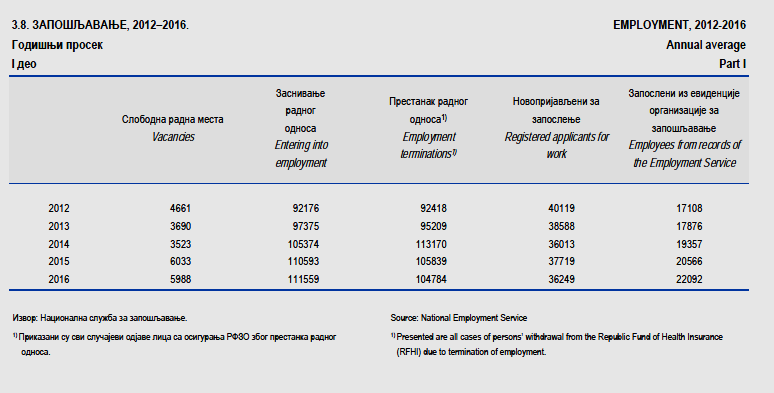 3.8. ЗАПОШЉАВАЊЕ, 2012–2016.
EMPLOYMENT, 2012-2016
Годишњи просек
Annual average
I део
Part I
Слободна радна места
Vacancies
Заснивање
радног
односа
Entering into
employment
Престанак радног
односа1)
Employment
terminations1)
Новопријављени за
запослење
Registered applicants for
work
Запослени из евиденције
организације за
запошљавање
Employees from records of
the Employment Service
2012 4661 92176 92418 40119 17108
2013 3690 97375 95209 38588 17876
2014 3523 105374 113170 36013 19357
2015 6033 110593 105839 37719 20566
2016 5988 111559 104784 36249 22092
Извор: Национална служба за запошљавање.
1) Приказани су сви случајеви одјаве лица са осигурања РФЗО због престанка радног
односа.
Source: National Employment Service
1) Presented are all cases of persons' withdrawal from the Republic Fund of Health Insurance
(RFHI) due to termination of employment.